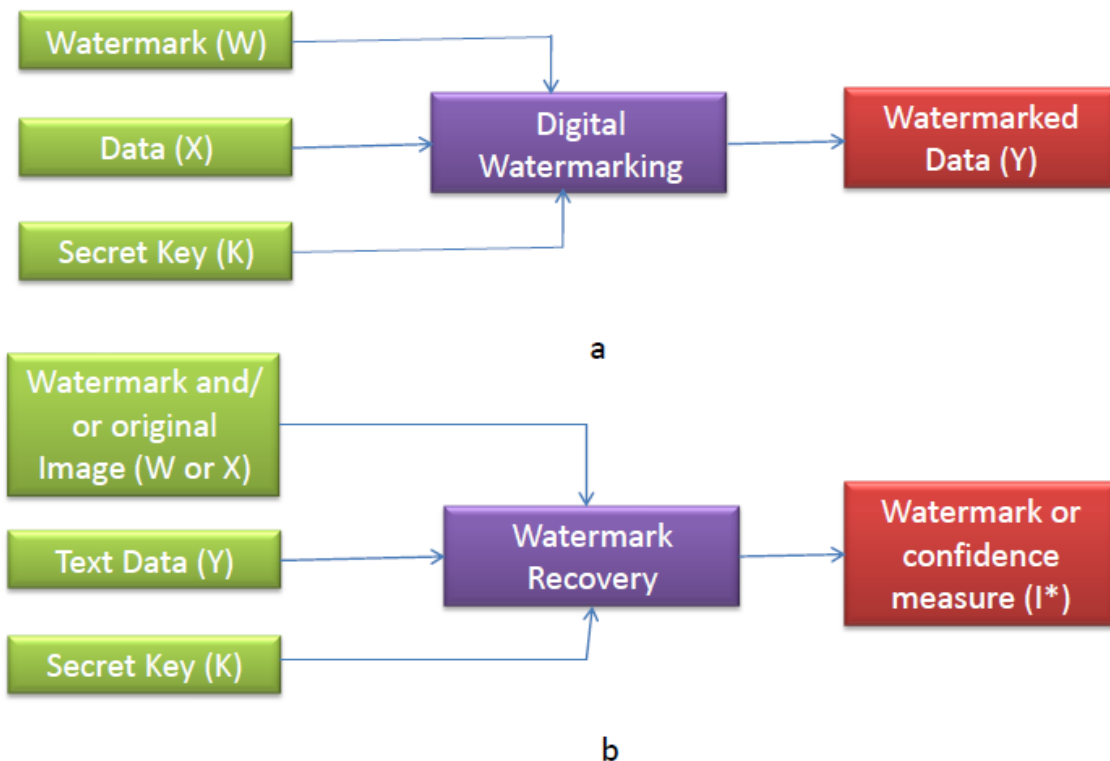 Watermark (W)
Data (X)
Secret Key (K)
Digital
Watermarking
Watermarked
Data (Y)
a
Watermark and/
or original
Image (W or X)
Text Data (Y)
Secret Key (K)
Watermark
Recovery
Watermark or
confidence
measure (I*)
b